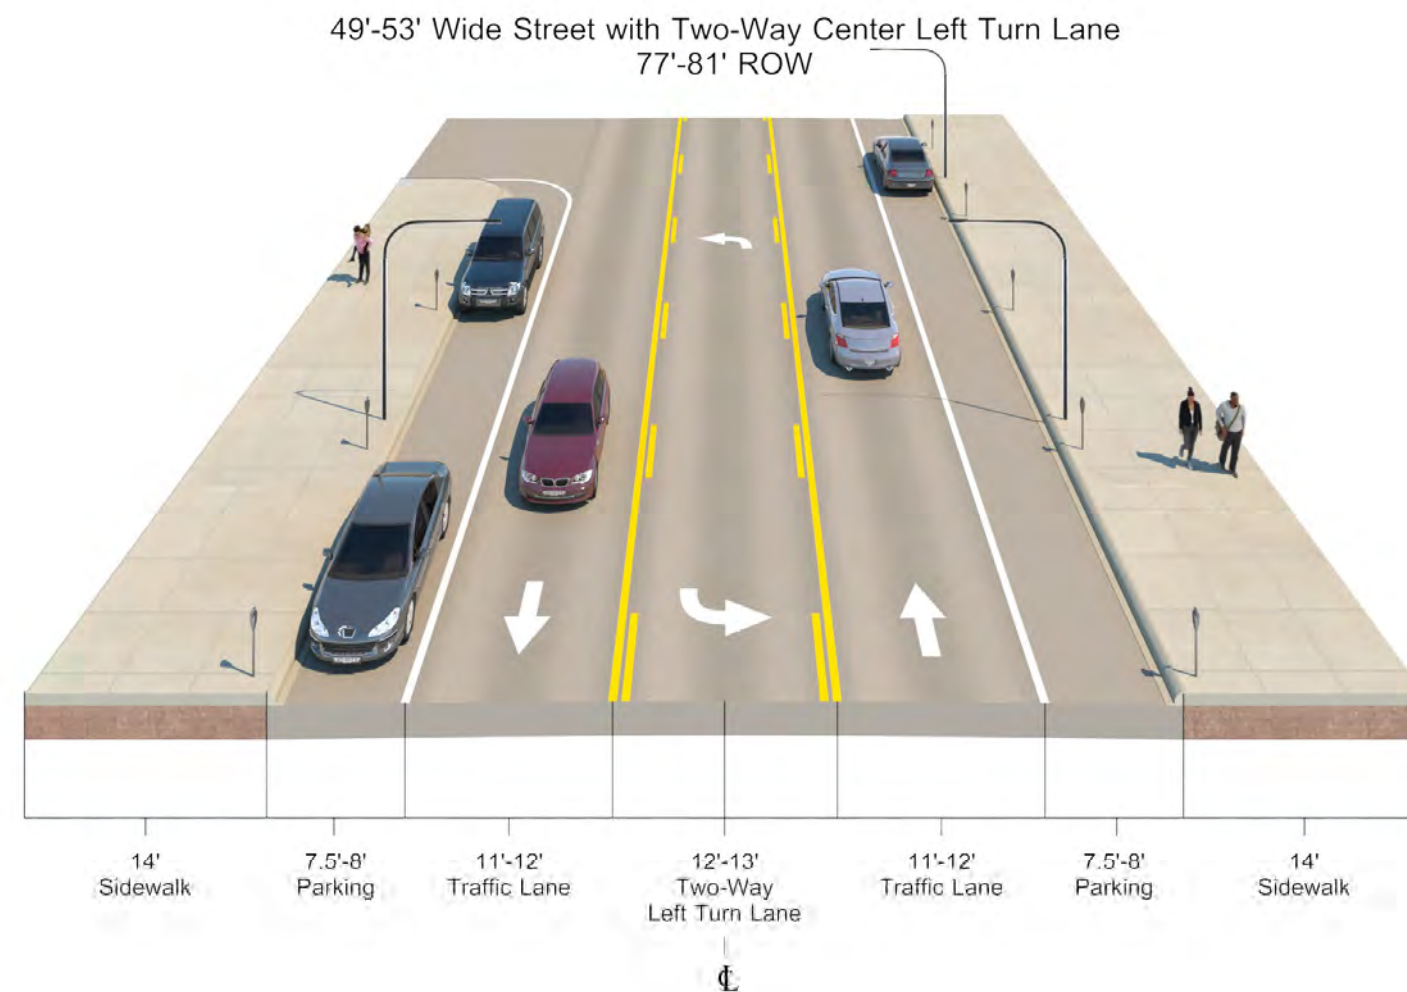 49'-53' Wide Street with Two-Way Center Left Turn Lane
77'-81' ROW
14'
Sidewalk
7.5'-8'
Parking
11'-12'
Traffic Lane
12'-13'
Two-Way
Left Turn Lane
11'-12'
Traffic Lane
7.5'-8'
Parking
14'
Sidewalk
℄